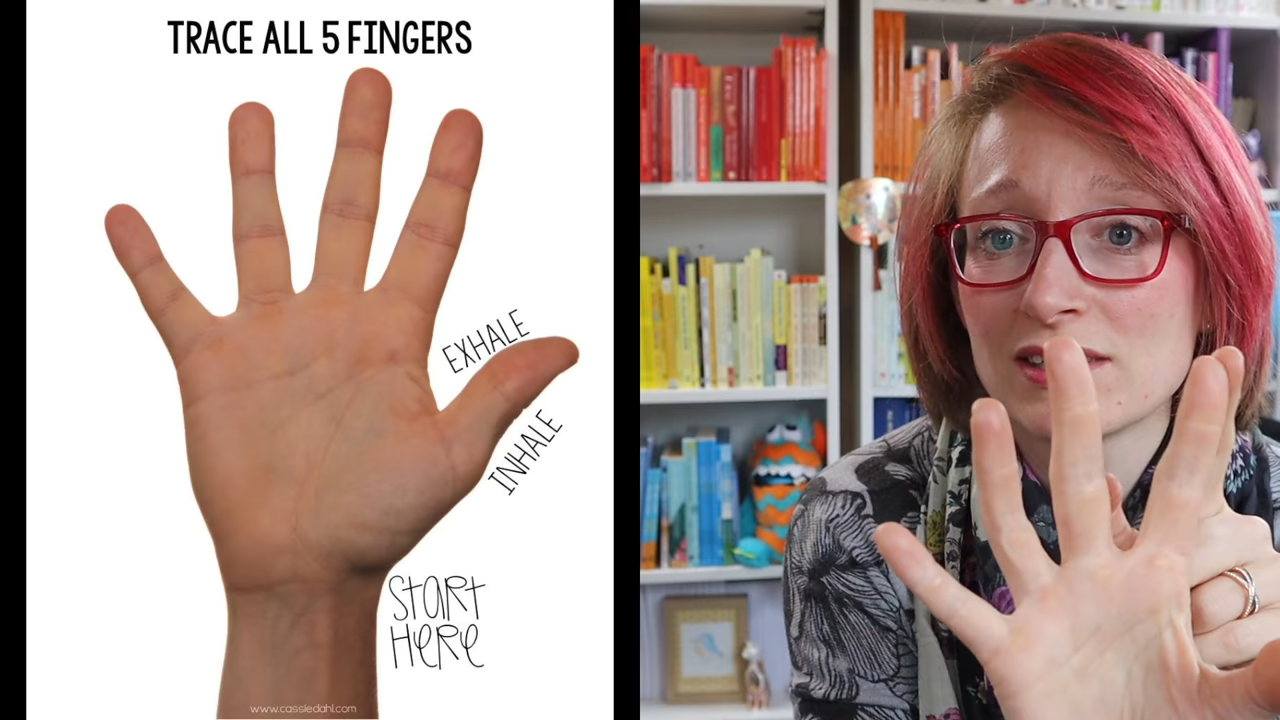 TRACE ALL 5 FINGERS
EXHALE
INHALE
START
HERE
www.cassiedahl.com